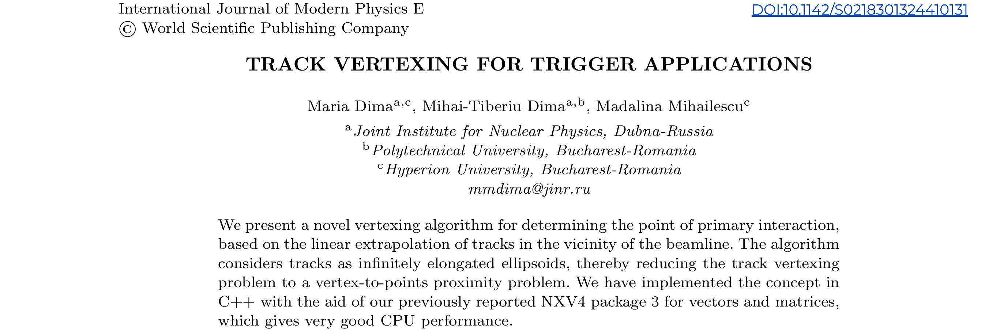 International Journal of Modern Physics E
DOI:10.1142/S0218301324410131
© World Scientific Publishing Company
TRACK VERTEXING FOR TRIGGER APPLICATIONS
Maria Dimaa,c, Mihai-Tiberiu Dimaa,b, Madalina Mihailescuc
a Joint Institute for Nuclear Physics, Dubna-Russia
b Polytechnical University, Bucharest-Romania
c Hyperion University, Bucharest-Romania
mmdima@jinr.ru
We present a novel vertexing algorithm for determining the point of primary interaction,
based on the linear extrapolation of tracks in the vicinity of the beamline. The algorithm
considers tracks as infinitely elongated ellipsoids, thereby reducing the track vertexing
problem to a vertex-to-points proximity problem. We have implemented the concept in
C++ with the aid of our previously reported NXV4 package 3 for vectors and matrices,
which gives very good CPU performance.